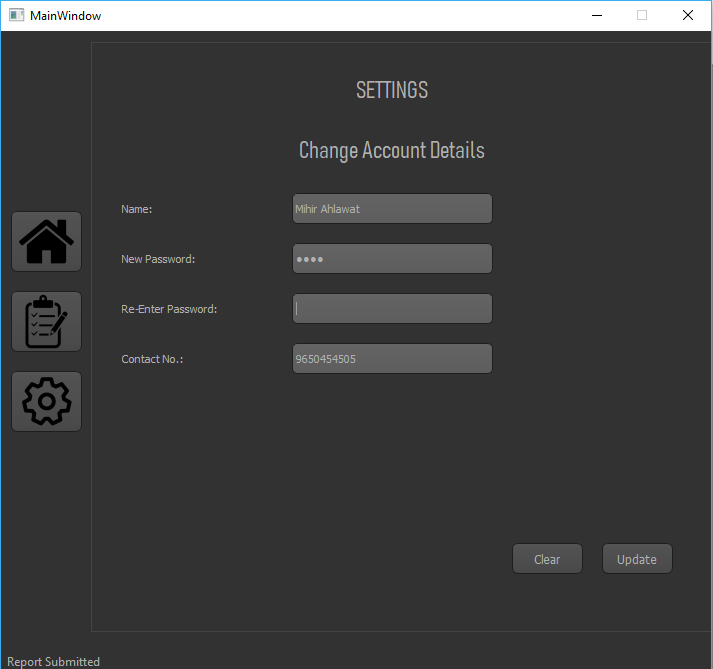 MainWindow
SETTINGS
Change Account Details
Name: Mihir Ahlawat
New Password: ●●●●
Re-Enter Password:
Contact No.: 9650454505
Clear Update
Report Submitted